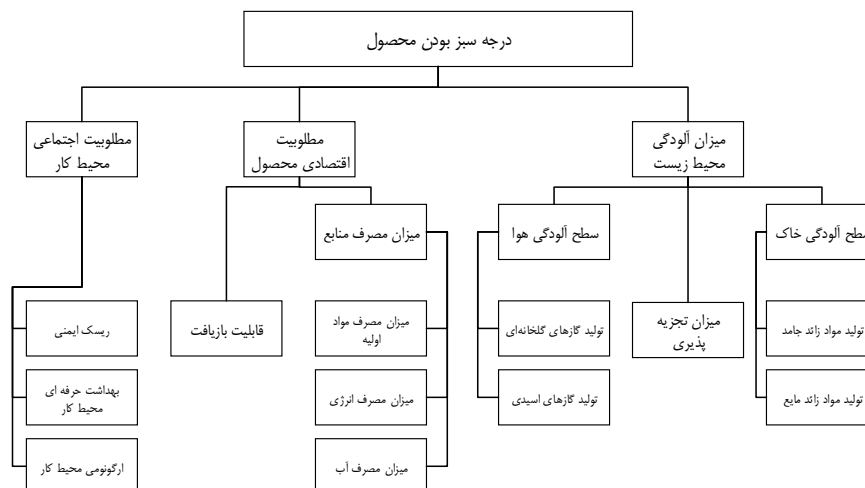 درجه سبز بودن محصول
میزان آلودگی
محیط زیست
مطلوبیت
اقتصادی محصول
مطلوبیت اجتماعی
محیط کار
سطح آلودگی خاک
سطح آلودگی هوا
میزان مصرف منابع
تولید مواد زائد جامد
میزان تجزیه
پذیری
تولید گازهای گلخانه‌ای
میزان مصرف مواد
اولیه
قابلیت بازیافت
ریسک ایمنی
تولید مواد زائد مایع
تولید گازهای اسیدی
میزان مصرف انرژی
بهداشت حرفه ای
محیط کار
میزان مصرف آب
ارگونومی محیط کار